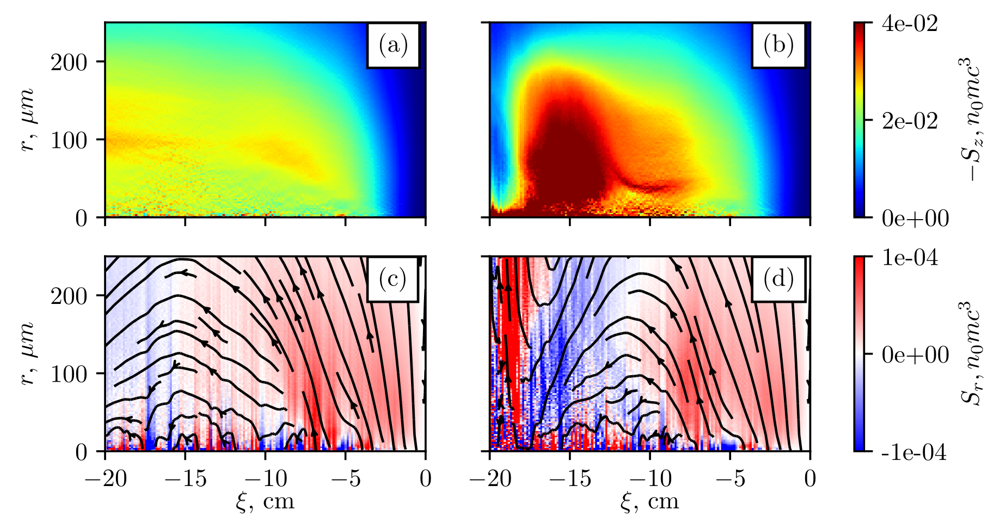 (a)
(b)
200
100
0
r, μm
4e-02
2e-02
0e+00
−S_z, n_0mc^3
(c)
(d)
200
100
0
r, μm
−20 −15 −10 −5 0
ξ, cm
−20 −15 −10 −5 0
ξ, cm
1e-04
0e+00
-1e-04
S_r, n_0mc^3